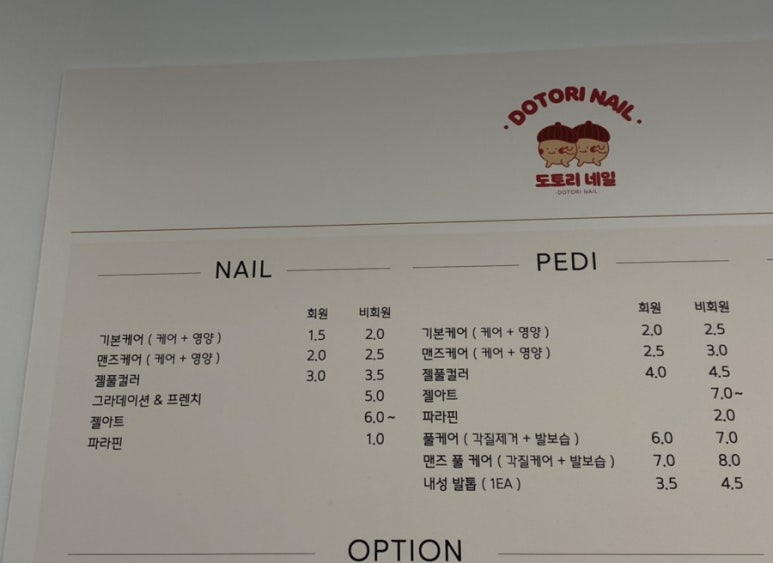 · DOTORI NAIL ·
도토리 네일
· DOTORI NAIL ·
NAIL
회원 비회원
기본케어 ( 케어 + 영양 ) 1.5 2.0
맨즈케어 ( 케어 + 영양 ) 2.0 2.5
젤풀컬러 3.0 3.5
그라데이션 & 프렌치 5.0
젤아트 6.0 ~
파라핀 1.0
PEDI
회원 비회원
기본케어 ( 케어 + 영양 ) 2.0 2.5
맨즈케어 ( 케어 + 영양 ) 2.5 3.0
젤풀컬러 4.0 4.5
젤아트 7.0~
파라핀 2.0
풀케어 ( 각질제거 + 발보습 ) 6.0 7.0
맨즈 풀 케어 ( 각질케어 + 발보습 ) 7.0 8.0
내성 발톱 ( 1EA ) 3.5 4.5
OPTION